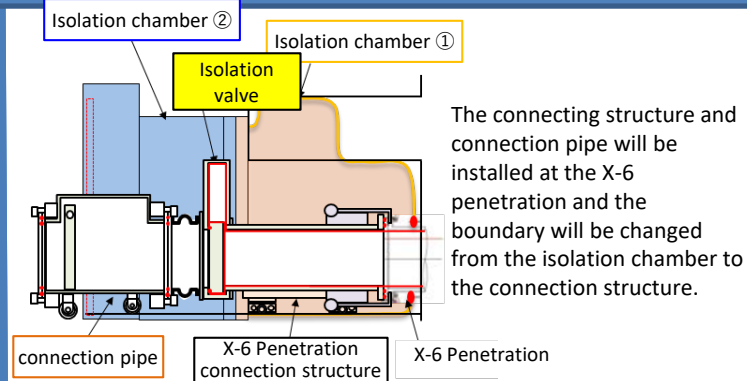 Isolation chamber ②
Isolation chamber ①
Isolation
valve
The connecting structure and
connection pipe will be
installed at the X-6
penetration and the
boundary will be changed
from the isolation chamber to
the connection structure.
connection pipe
X-6 Penetration
connection structure
X-6 Penetration